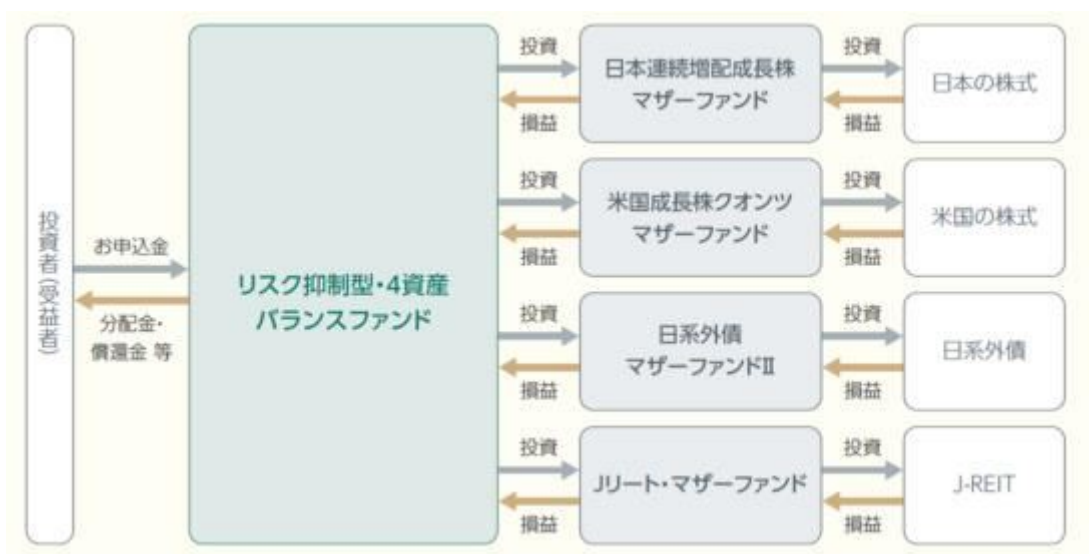 投資者(受益者)
お申込金
分配金・
償還金 等
リスク抑制型・4資産
バランスファンド
投資
損益
日本連続増配成長株
マザーファンド
投資
損益
日本の株式
投資
損益
米国成長株クオンツ
マザーファンド
投資
損益
米国の株式
投資
損益
日系外債
マザーファンドⅡ
投資
損益
日系外債
投資
損益
Jリート・マザーファンド
投資
損益
J-REIT